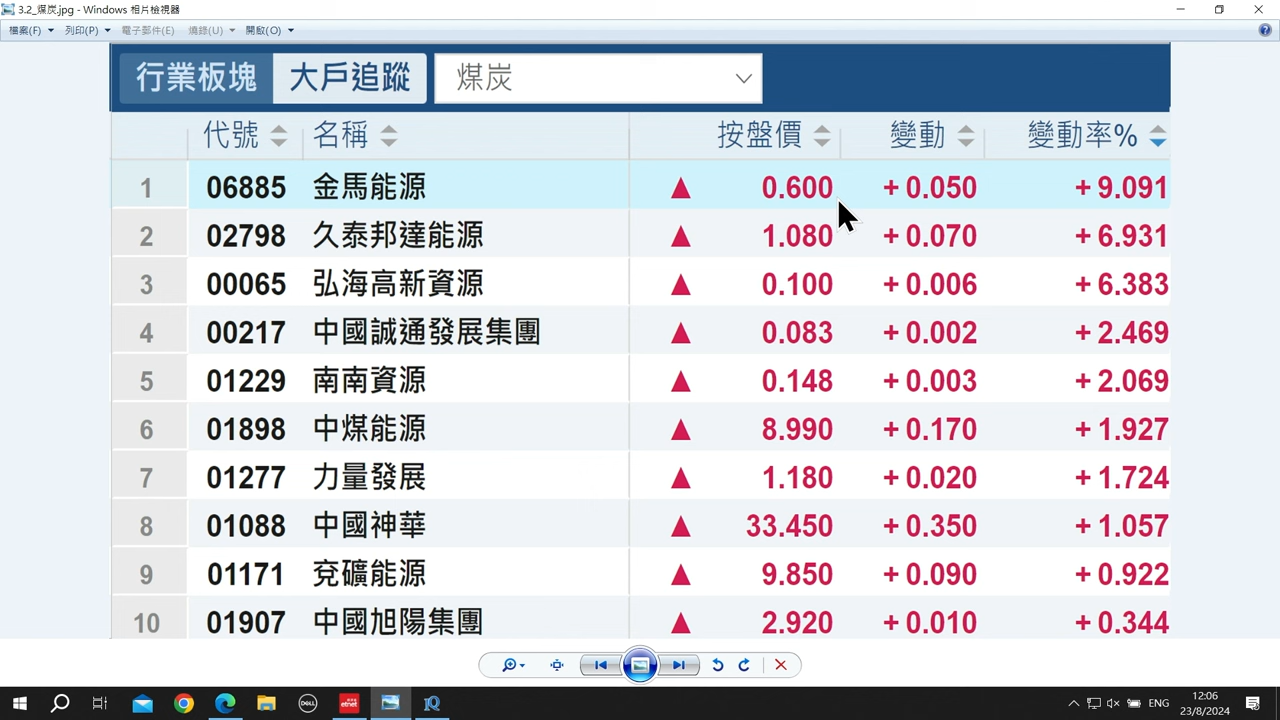 3.2_煤炭.jpg - Windows 相片檢視器
檔案(F) 列印(P) 電子郵件(E) 燒錄(U) 開啟(O)
行業板塊 大戶追蹤 煤炭
代號 名稱 按盤價 變動 變動率%
1 06885 金馬能源 ▲ 0.600 +0.050 +9.091
2 02798 久泰邦達能源 ▲ 1.080 +0.070 +6.931
3 00065 弘海高新資源 ▲ 0.100 +0.006 +6.383
4 00217 中國誠通發展集團 ▲ 0.083 +0.002 +2.469
5 01229 南南資源 ▲ 0.148 +0.003 +2.069
6 01898 中煤能源 ▲ 8.990 +0.170 +1.927
7 01277 力量發展 ▲ 1.180 +0.020 +1.724
8 01088 中國神華 ▲ 33.450 +0.350 +1.057
9 01171 兗礦能源 ▲ 9.850 +0.090 +0.922
10 01907 中國旭陽集團 ▲ 2.920 +0.010 +0.344
DELL etnet IQ ENG 12:06
23/8/2024